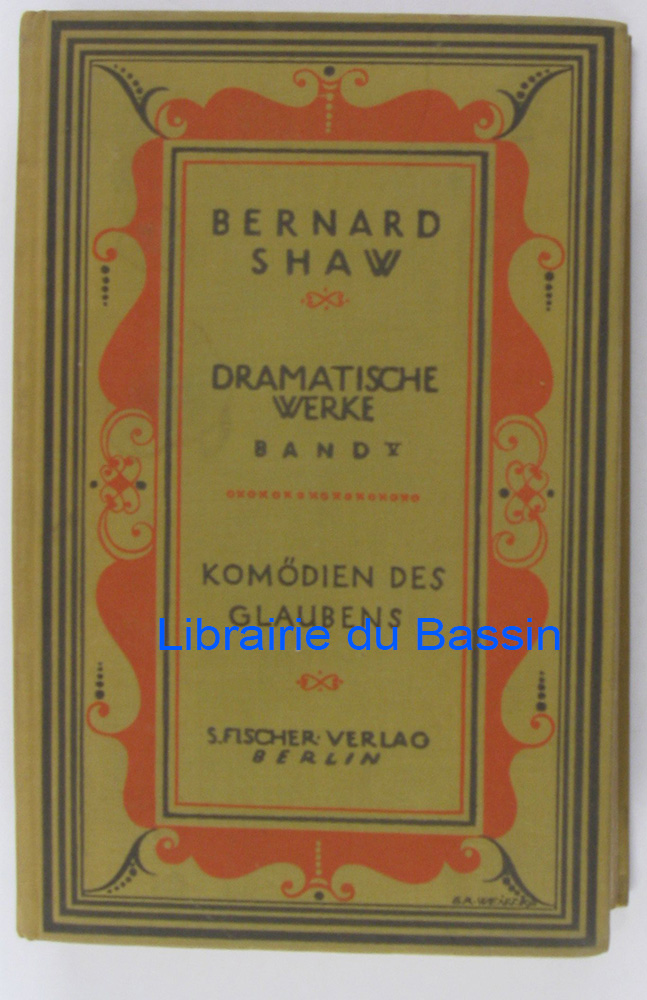 BERNARD
SHAW
DRAMATISCHE
WERKE
BAND V
KOMÖDIEN DES
GLAUBENS
Librairie du Bassin
S. FISCHER · VERLAG
BERLIN